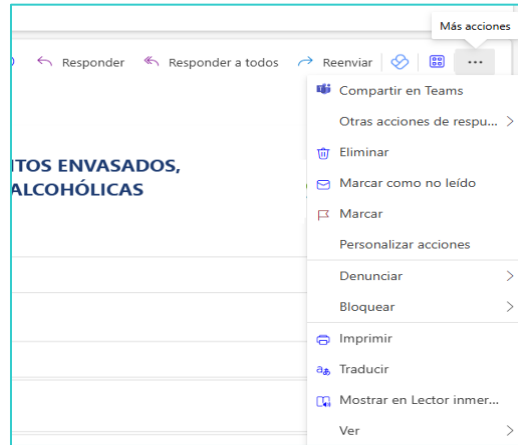 Más acciones
Responder
Responder a todos
Reenviar
Compartir en Teams
Otras acciones de respu...
Eliminar
TOS ENVASADOS,
ALCOHÓLICAS
Marcar como no leído
Marcar
Personalizar acciones
Denunciar
Bloquear
Imprimir
Traducir
Mostrar en Lector inmer...
Ver